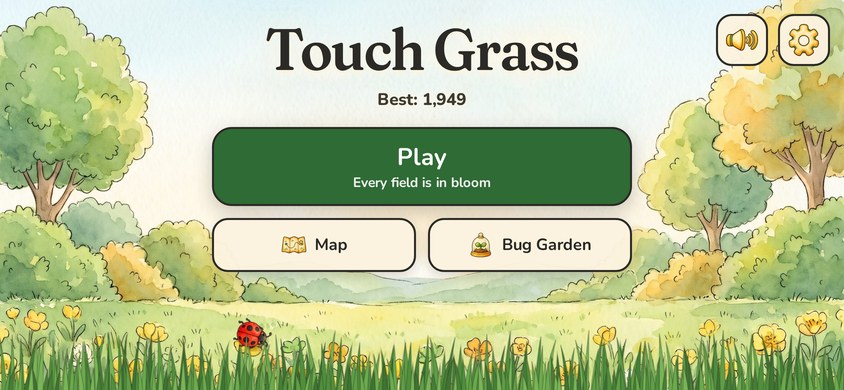 Touch Grass
Best: 1,949
Play
Every field is in bloom
Map
Bug Garden